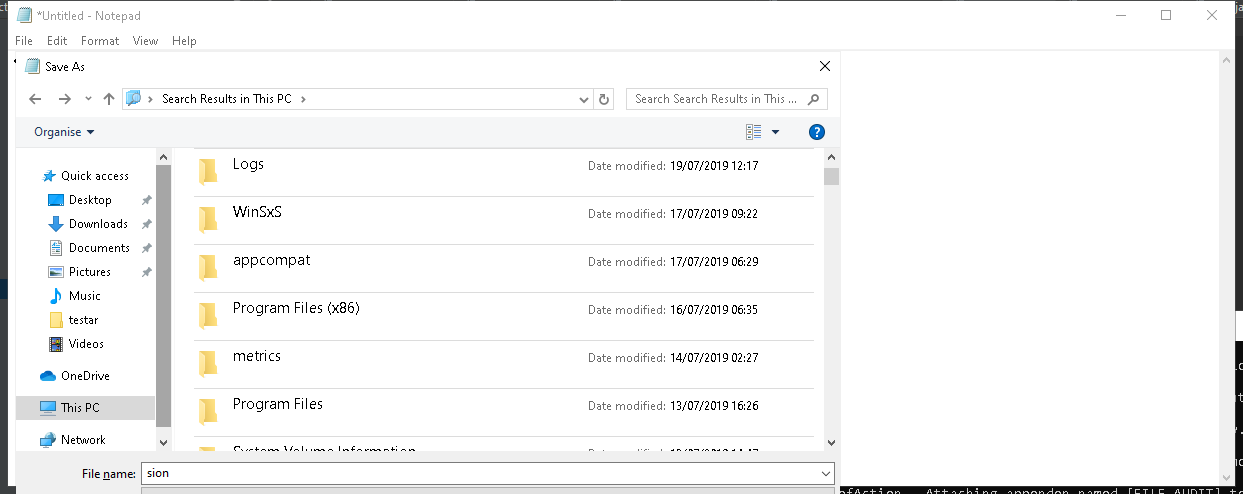 *Untitled - Notepad
File Edit Format View Help
Save As
Search Results in This PC
Search Search Results in This ...
Organise
?
Quick access
Desktop
Downloads
Documents
Pictures
Music
testar
Videos
OneDrive
This PC
Network
Logs Date modified: 19/07/2019 12:17
WinSxS Date modified: 17/07/2019 09:22
appcompat Date modified: 17/07/2019 06:29
Program Files (x86) Date modified: 16/07/2019 06:35
metrics Date modified: 14/07/2019 02:27
Program Files Date modified: 13/07/2019 16:26
System Volume Information
File name: sion
Attaching appender named [FILE_AUDIT] to